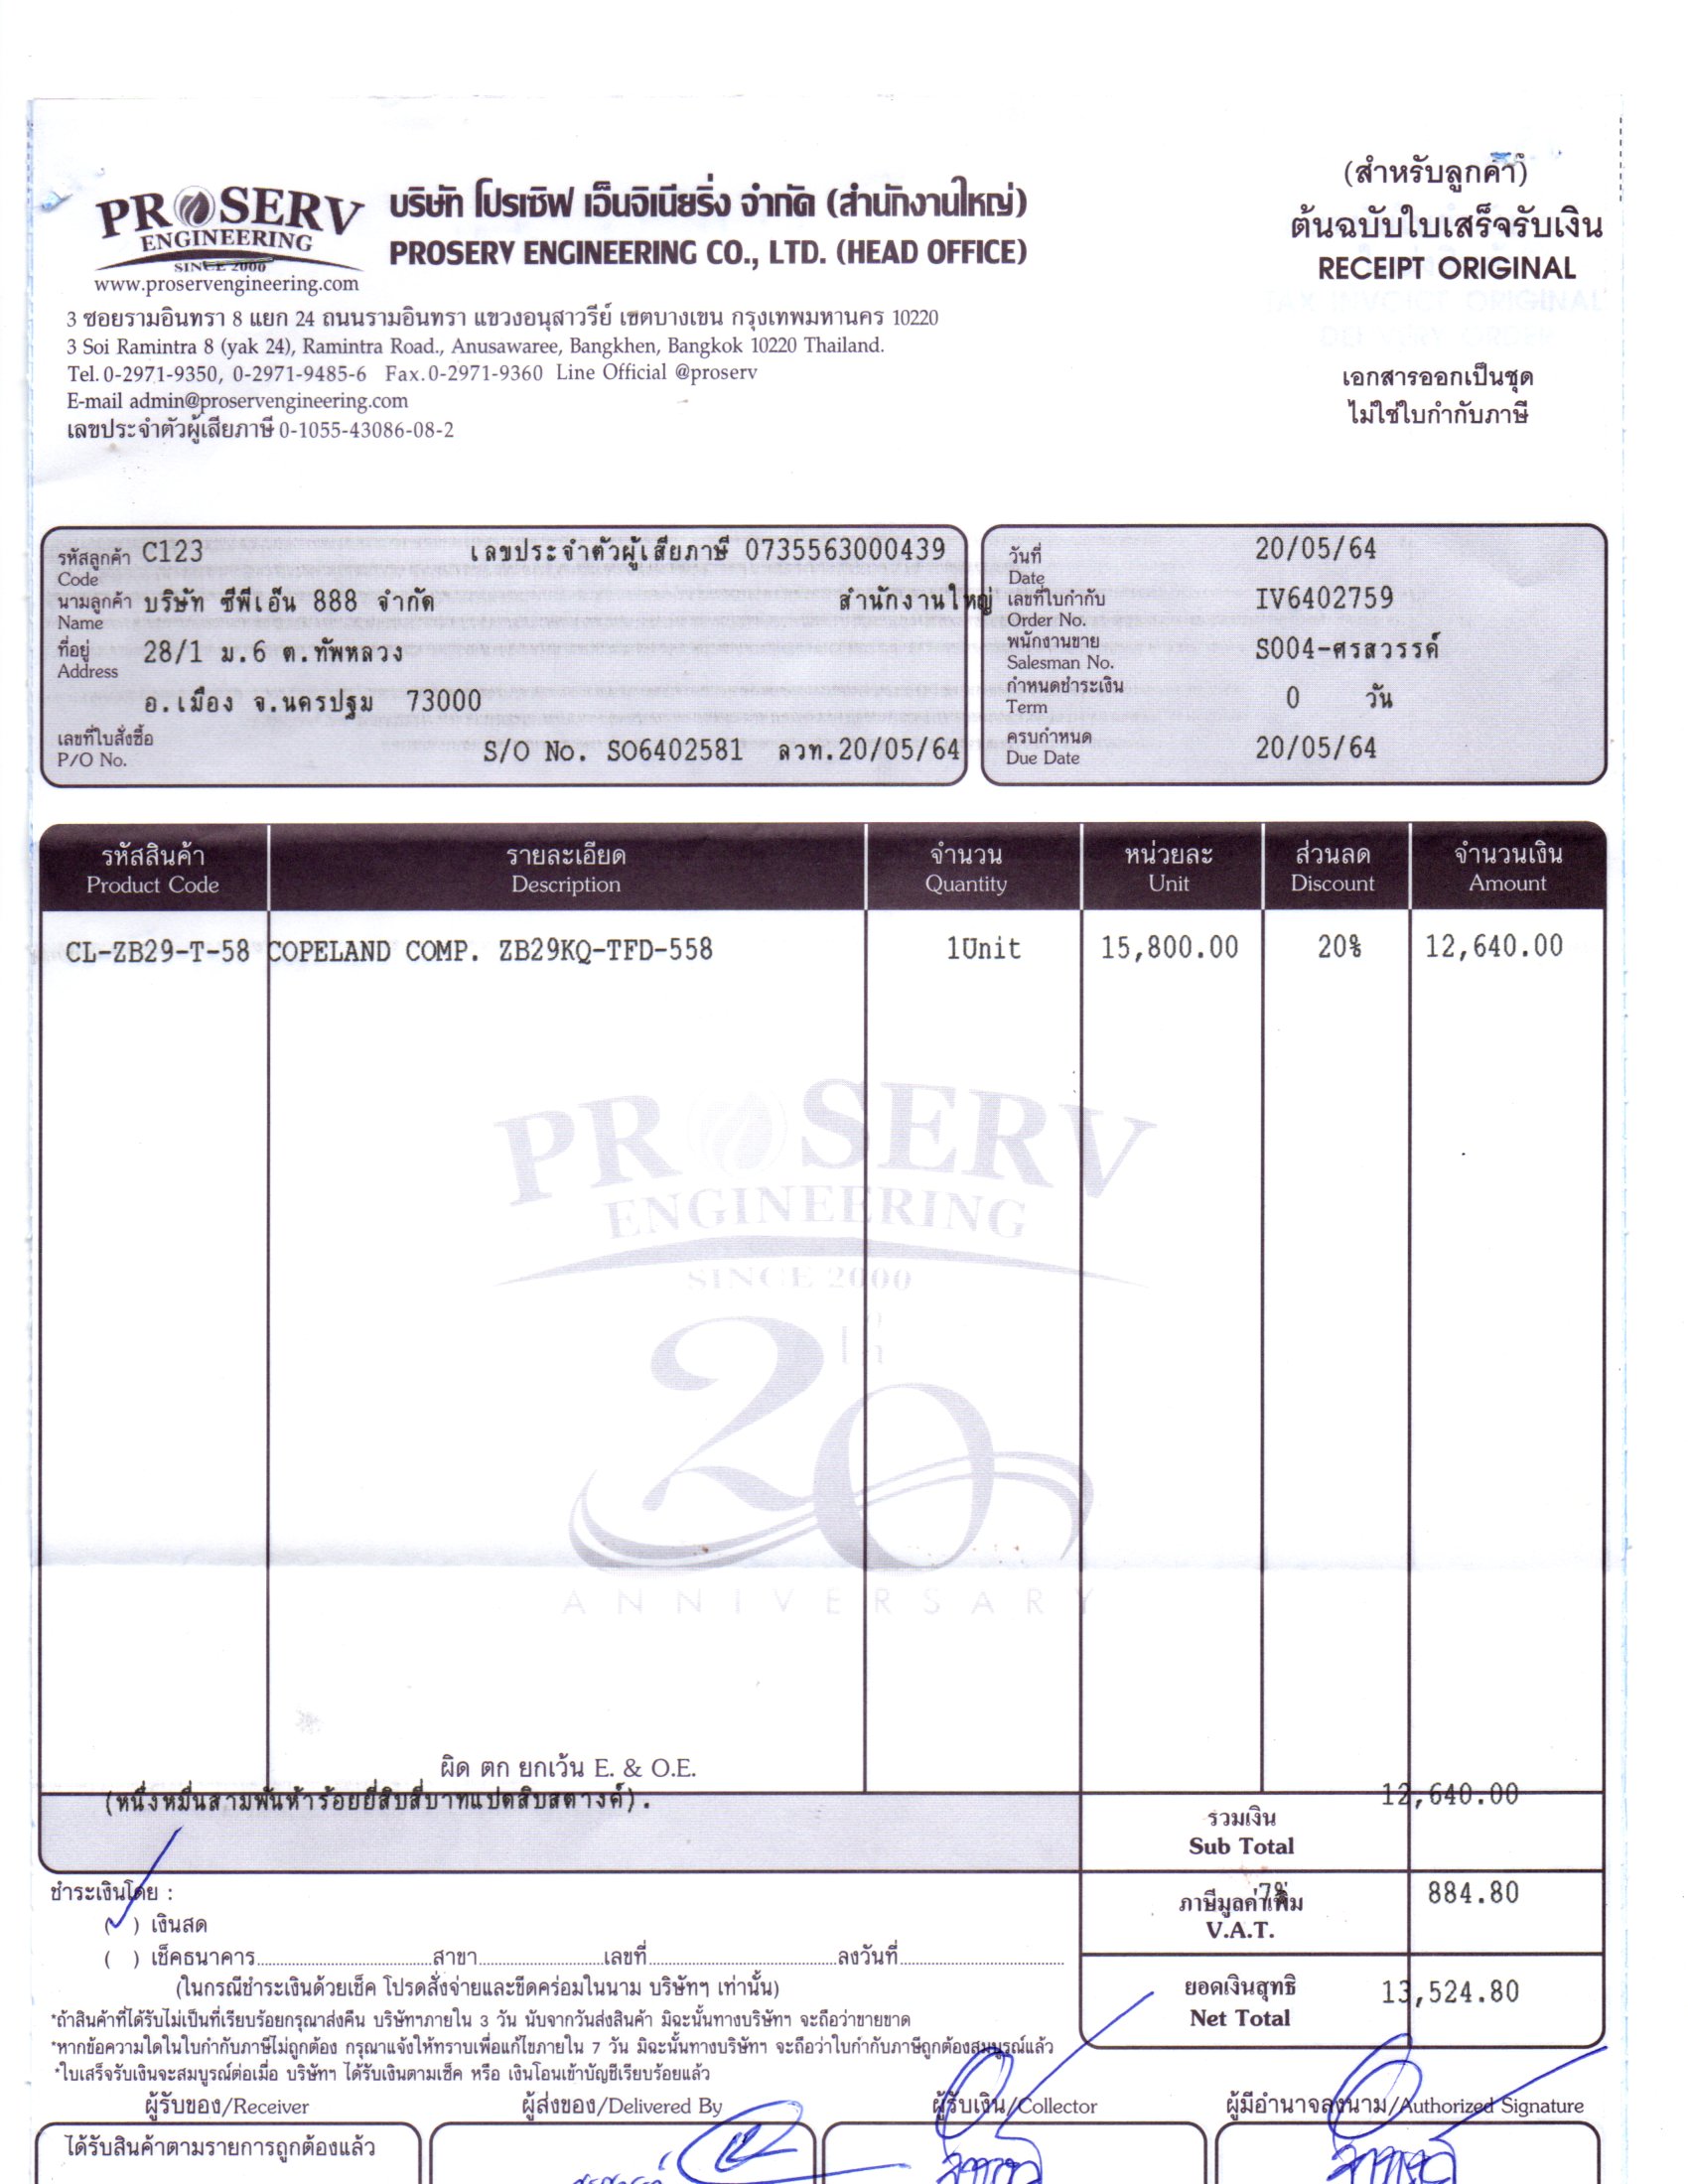 (สำหรับลูกค้า)
ต้นฉบับใบเสร็จรับเงิน
RECEIPT ORIGINAL
PROSERV
ENGINEERING
SINCE 2000
www.proservengineering.com
บริษัท โปรเซิฟ เอ็นจิเนียริ่ง จำกัด (สำนักงานใหญ่)
PROSERV ENGINEERING CO., LTD. (HEAD OFFICE)
3 ซอยรามอินทรา 8 แยก 24 ถนนรามอินทรา แขวงอนุสาวรีย์ เขตบางเขน กรุงเทพมหานคร 10220
3 Soi Ramintra 8 (yak 24), Ramintra Road., Anusawaree, Bangkhen, Bangkok 10220 Thailand.
Tel. 0-2971-9350, 0-2971-9485-6 Fax. 0-2971-9360 Line Official @proserv
E-mail admin@proservengineering.com
เลขประจำตัวผู้เสียภาษี 0-1055-43086-08-2
เอกสารออกเป็นชุด
ไม่ใช่ใบกำกับภาษี
รหัสลูกค้า C123 เลขประจำตัวผู้เสียภาษี 0735563000439
Code
นามลูกค้า บริษัท ซีพีเอ็น 888 จำกัด สำนักงานใหญ่
Name
ที่อยู่ 28/1 ม.6 ต.ทัพหลวง
Address
อ.เมือง จ.นครปฐม 73000
เลขที่ใบสั่งซื้อ
P/O No. S/O No. SO6402581 ลวท.20/05/64
วันที่ 20/05/64
Date
เลขที่ใบกำกับ IV6402759
Order No.
พนักงานขาย S004-ศรสวรรค์
Salesman No.
กำหนดชำระเงิน 0 วัน
Term
ครบกำหนด 20/05/64
Due Date
รหัสสินค้า รายละเอียด จำนวน หน่วยละ ส่วนลด จำนวนเงิน
Product Code Description Quantity Unit Discount Amount
CL-ZB29-T-58 COPELAND COMP. ZB29KQ-TFD-558 1Unit 15,800.00 20% 12,640.00
PROSERV
ENGINEERING
SINCE 2000
20th
ANNIVERSARY
ผิด ตก ยกเว้น E. & O.E.
(หนึ่งหมื่นสามพันห้าร้อยยี่สิบสี่บาทแปดสิบสตางค์).
รวมเงิน 12,640.00
Sub Total
ภาษีมูลค่าเพิ่ม 7% 884.80
V.A.T.
ยอดเงินสุทธิ 13,524.80
Net Total
ชำระเงินโดย :
( ) เงินสด
( ) เช็คธนาคาร..........สาขา..........เลขที่..........ลงวันที่..........
(ในกรณีชำระเงินด้วยเช็ค โปรดสั่งจ่ายและขีดคร่อมในนาม บริษัทฯ เท่านั้น)
*ถ้าสินค้าที่ได้รับไม่เป็นที่เรียบร้อยกรุณาส่งคืน บริษัทฯภายใน 3 วัน นับจากวันส่งสินค้า มิฉะนั้นทางบริษัทฯ จะถือว่าขายขาด
*หากข้อความใดในใบกำกับภาษีไม่ถูกต้อง กรุณาแจ้งให้ทราบเพื่อแก้ไขภายใน 7 วัน มิฉะนั้นทางบริษัทฯ จะถือว่าใบกำกับภาษีถูกต้องสมบูรณ์แล้ว
*ใบเสร็จรับเงินจะสมบูรณ์ต่อเมื่อ บริษัทฯ ได้รับเงินตามเช็ค หรือ เงินโอนเข้าบัญชีเรียบร้อยแล้ว
ผู้รับของ/Receiver ผู้ส่งของ/Delivered By ผู้รับเงิน/Collector ผู้มีอำนาจลงนาม/Authorized Signature
ได้รับสินค้าตามรายการถูกต้องแล้ว